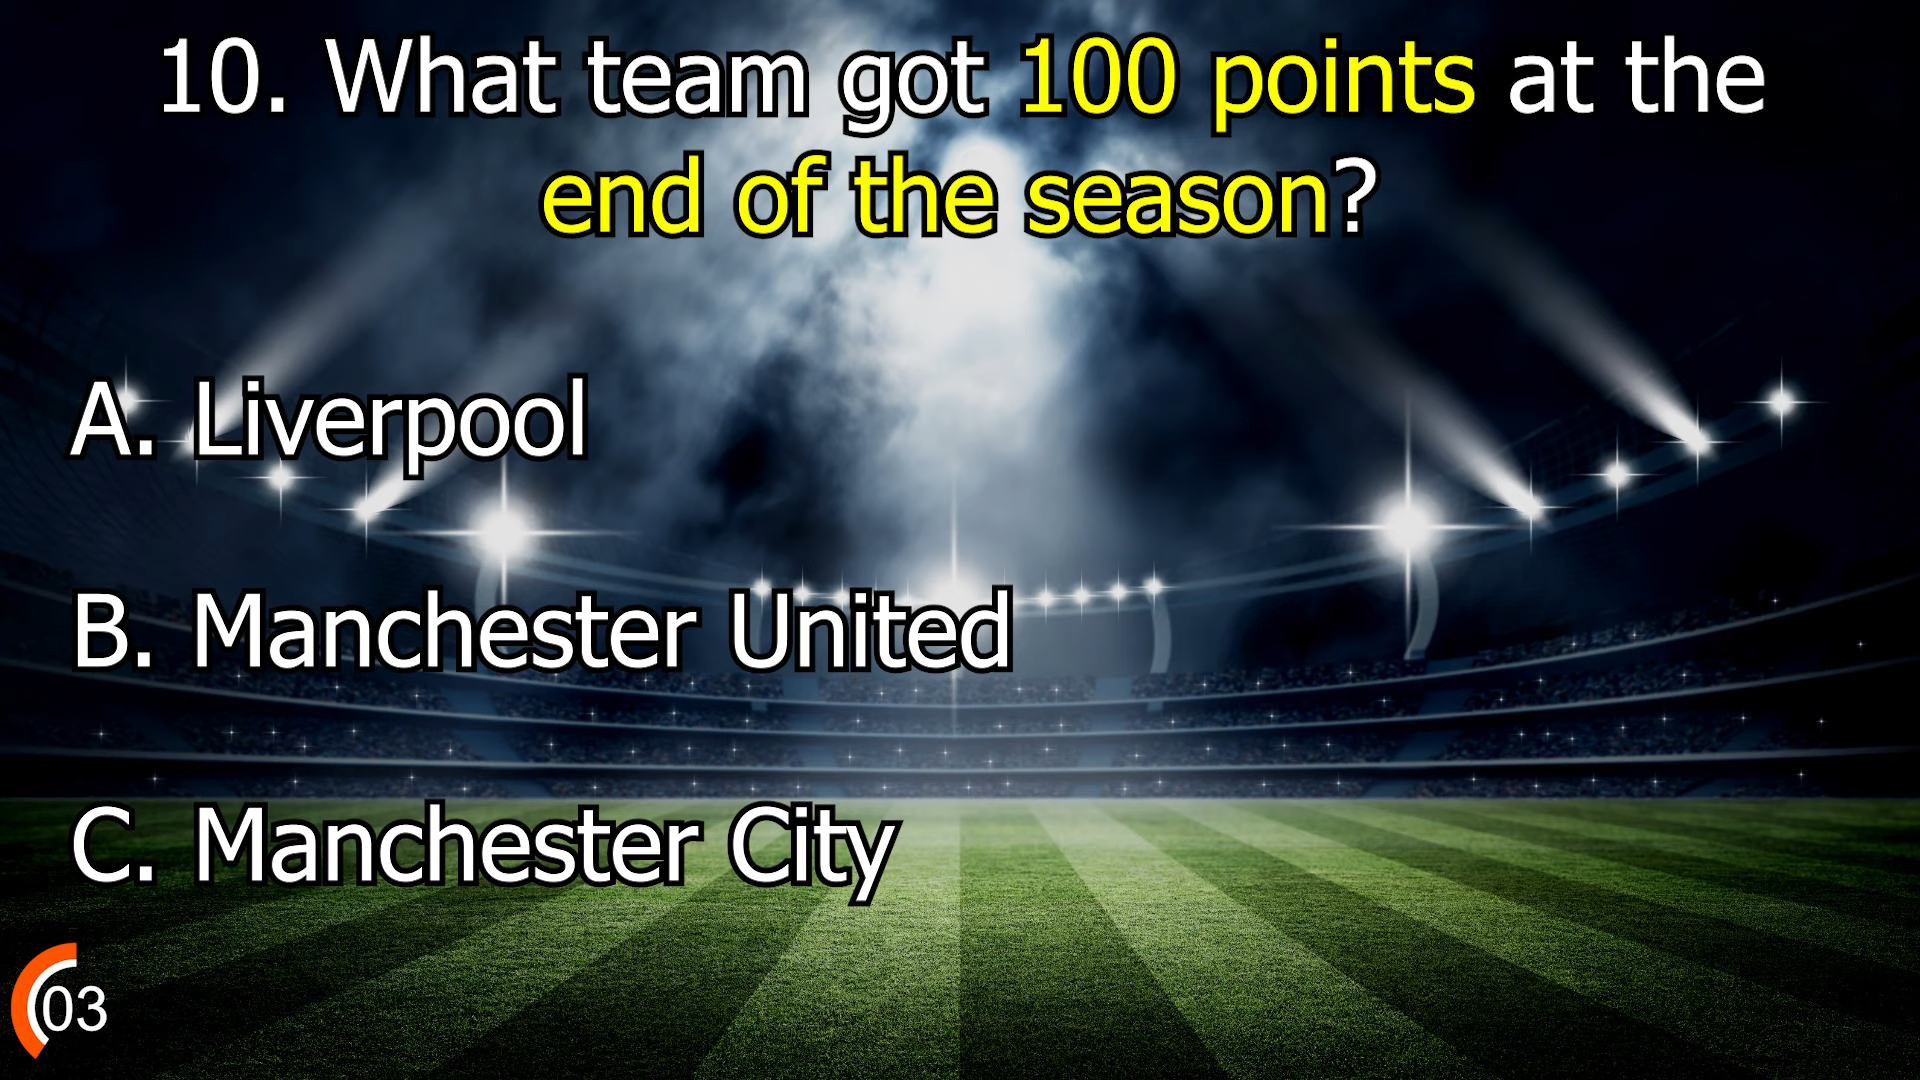 10. What team got 100 points at the
end of the season?
A. Liverpool
B. Manchester United
C. Manchester City
03